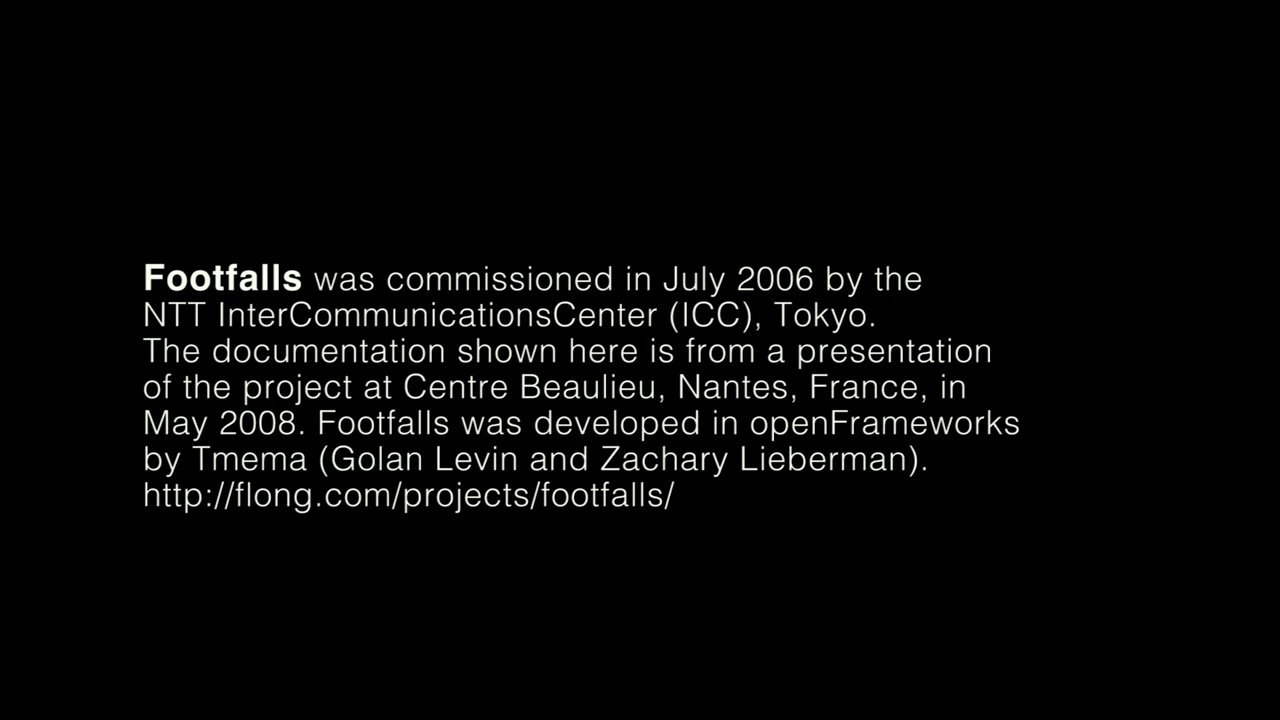 Footfalls was commissioned in July 2006 by the
NTT InterCommunicationsCenter (ICC), Tokyo.
The documentation shown here is from a presentation
of the project at Centre Beaulieu, Nantes, France, in
May 2008. Footfalls was developed in openFrameworks
by Tmema (Golan Levin and Zachary Lieberman).
http://flong.com/projects/footfalls/